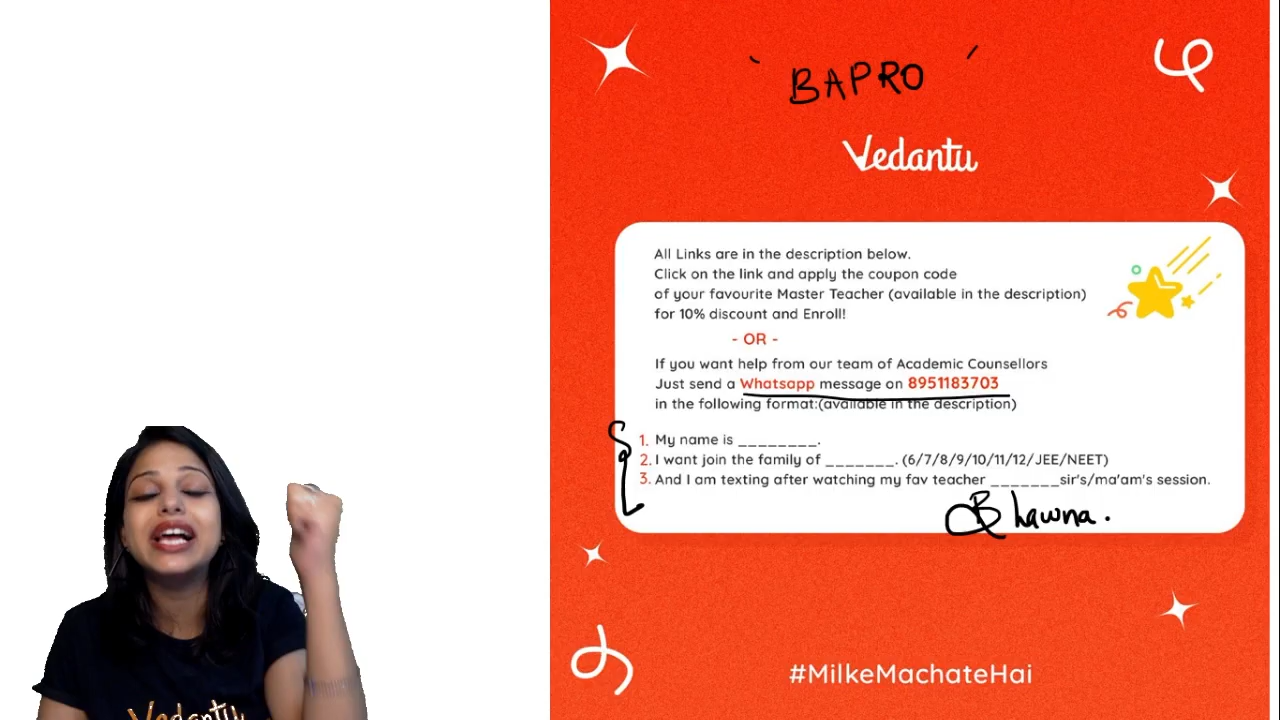 BAPRO
Vedantu
All Links are in the description below.
Click on the link and apply the coupon code
of your favourite Master Teacher (available in the description)
for 10% discount and Enroll!
- OR -
If you want help from our team of Academic Counsellors
Just send a Whatsapp message on 8951183703
in the following format:(available in the description)
1. My name is ________.
2. I want join the family of _______. (6/7/8/9/10/11/12/JEE/NEET)
3. And I am texting after watching my fav teacher _______sir's/ma'am's session.
Bhawna.
#MilkeMachateHai
Vedantu